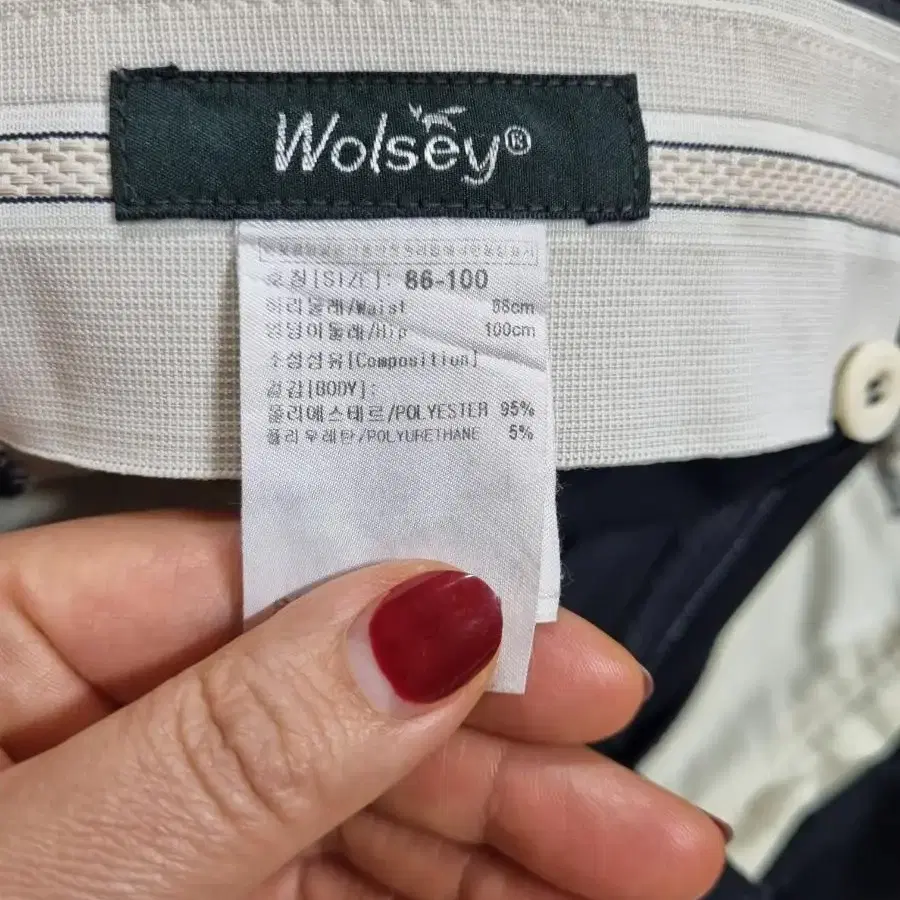 Wolsey®
호칭[SIZE]: 86-100
허리둘레/Waist 86cm
엉덩이둘레/Hip 100cm
조성섬유[Composition]
겉감[BODY]:
폴리에스테르/POLYESTER 95%
폴리우레탄/POLYURETHANE 5%